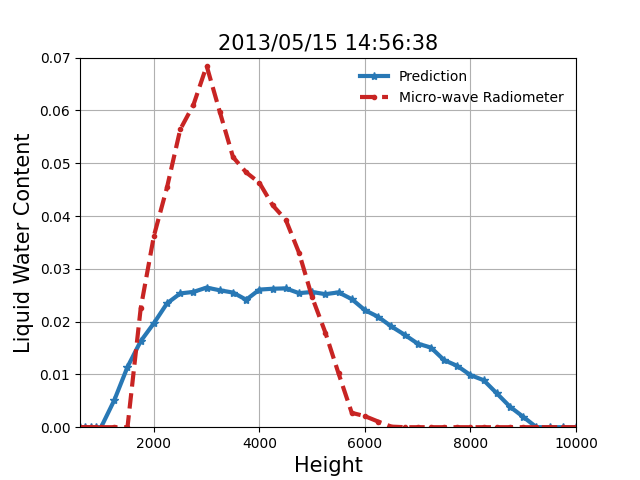 2013/05/15 14:56:38
0.07
0.06
0.05
0.04
0.03
0.02
0.01
0.00
Liquid Water Content
Prediction
Micro-wave Radiometer
2000 4000 6000 8000 10000
Height